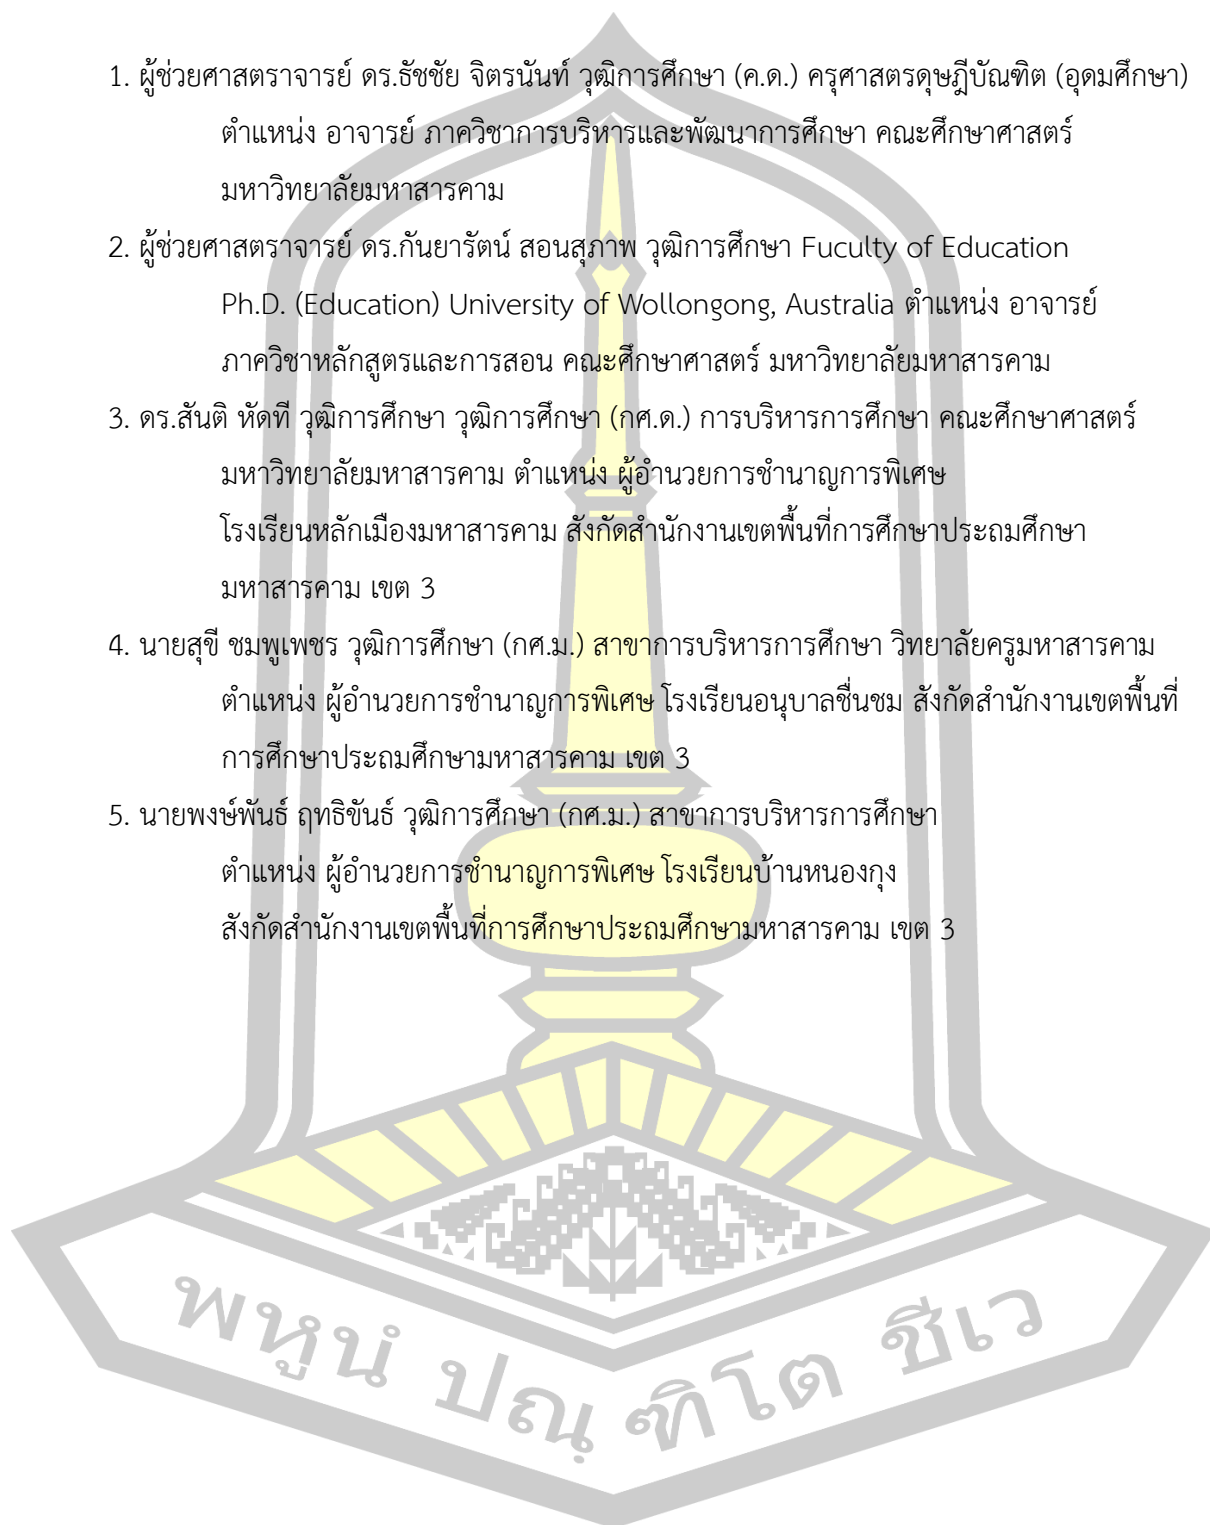 1. ผู้ช่วยศาสตราจารย์ ดร.ธัชชัย จิตรนันท์ วุฒิการศึกษา (ค.ด.) ครุศาสตรดุษฎีบัณฑิต (อุดมศึกษา)
ตำแหน่ง อาจารย์ ภาควิชาการบริหารและพัฒนาการศึกษา คณะศึกษาศาสตร์
มหาวิทยาลัยมหาสารคาม
2. ผู้ช่วยศาสตราจารย์ ดร.กันยารัตน์ สอนสุภาพ วุฒิการศึกษา Fuculty of Education
Ph.D. (Education) University of Wollongong, Australia ตำแหน่ง อาจารย์
ภาควิชาหลักสูตรและการสอน คณะศึกษาศาสตร์ มหาวิทยาลัยมหาสารคาม
3. ดร.สันติ หัดที วุฒิการศึกษา วุฒิการศึกษา (กศ.ด.) การบริหารการศึกษา คณะศึกษาศาสตร์
มหาวิทยาลัยมหาสารคาม ตำแหน่ง ผู้อำนวยการชำนาญการพิเศษ
โรงเรียนหลักเมืองมหาสารคาม สังกัดสำนักงานเขตพื้นที่การศึกษาประถมศึกษา
มหาสารคาม เขต 3
4. นายสุขี ชมพูเพชร วุฒิการศึกษา (กศ.ม.) สาขาการบริหารการศึกษา วิทยาลัยครูมหาสารคาม
ตำแหน่ง ผู้อำนวยการชำนาญการพิเศษ โรงเรียนอนุบาลชื่นชม สังกัดสำนักงานเขตพื้นที่
การศึกษาประถมศึกษามหาสารคาม เขต 3
5. นายพงษ์พันธ์ ฤทธิขันธ์ วุฒิการศึกษา (กศ.ม.) สาขาการบริหารการศึกษา
ตำแหน่ง ผู้อำนวยการชำนาญการพิเศษ โรงเรียนบ้านหนองกุง
สังกัดสำนักงานเขตพื้นที่การศึกษาประถมศึกษามหาสารคาม เขต 3
พหูนํ ปณฺ ฑิโต ชีเว